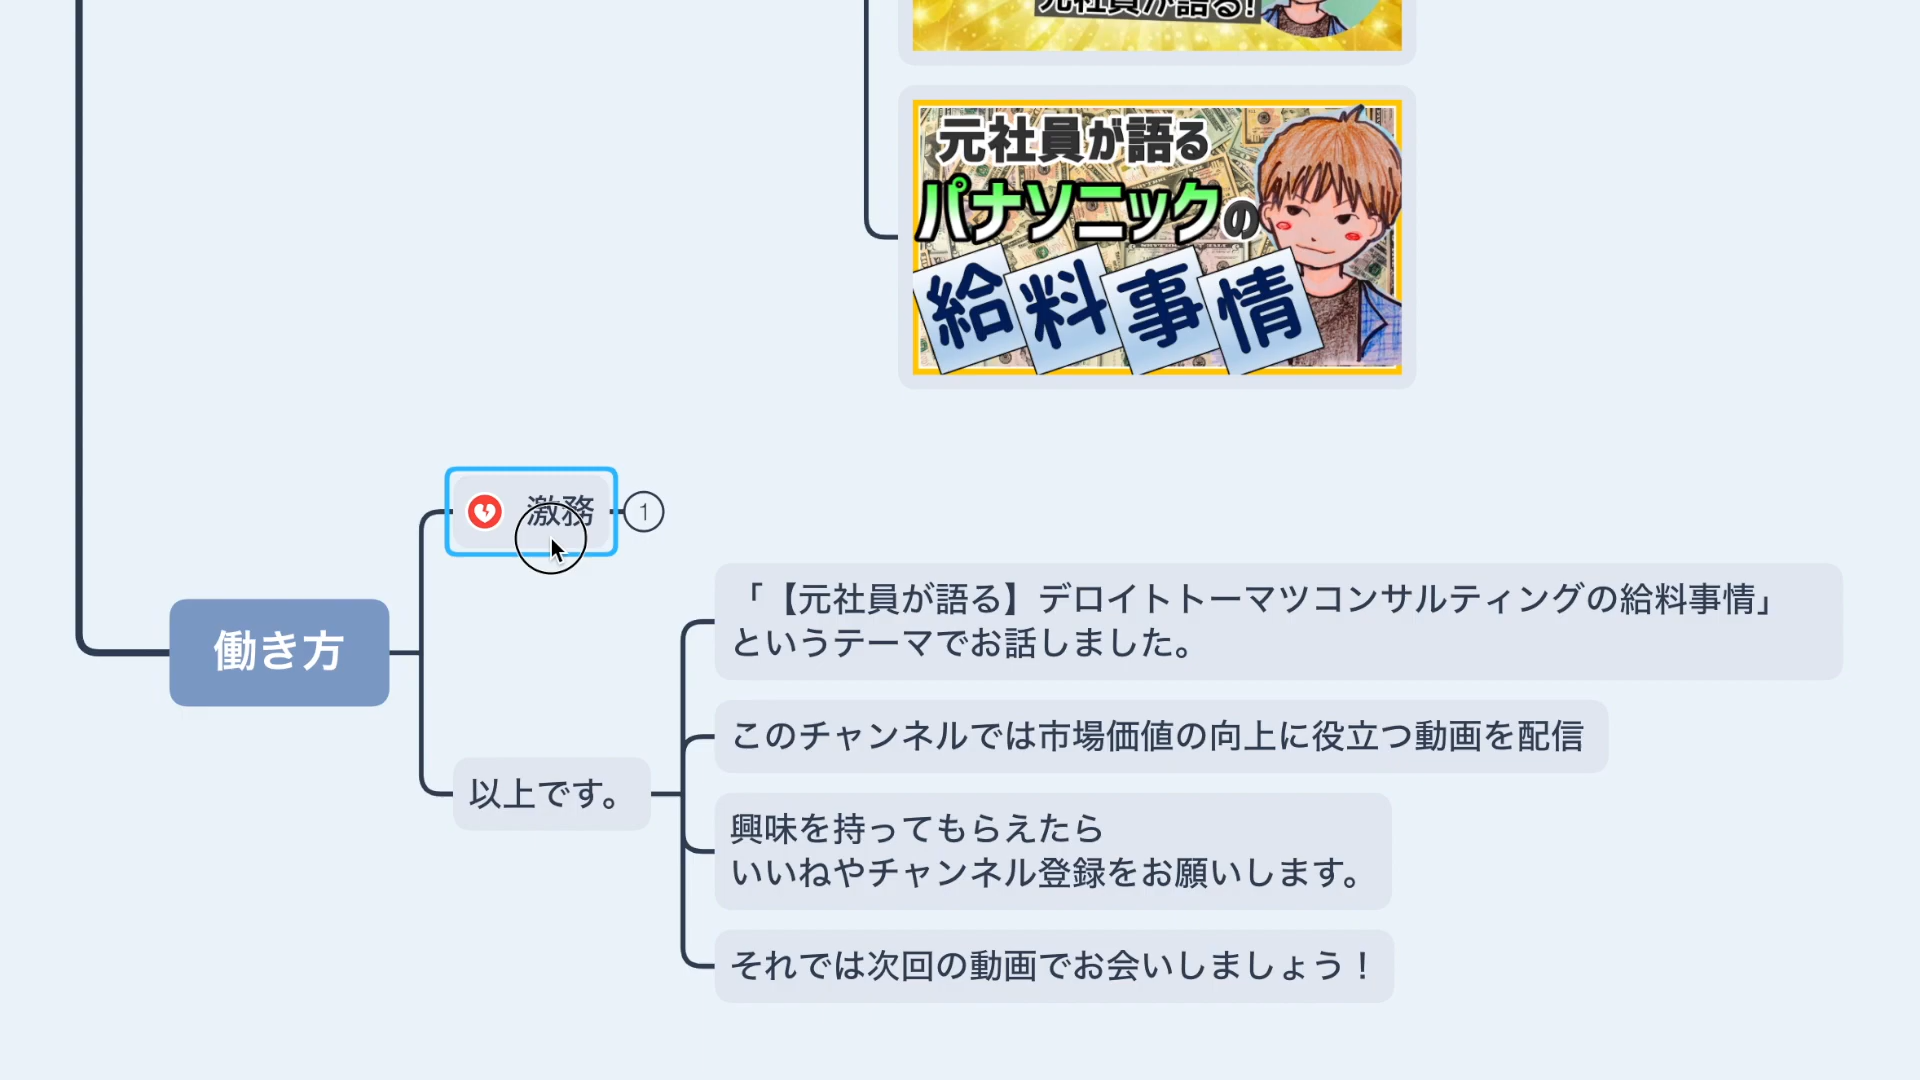 元社員が語る!
元社員が語る
パナソニックの
給料事情
激務
1
働き方
「【元社員が語る】デロイトトーマツコンサルティングの給料事情」
というテーマでお話しました。
このチャンネルでは市場価値の向上に役立つ動画を配信
以上です。
興味を持ってもらえたら
いいねやチャンネル登録をお願いします。
それでは次回の動画でお会いしましょう！